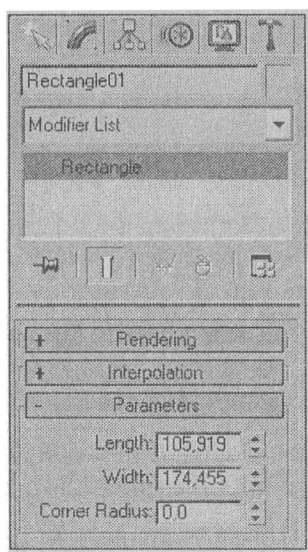 Rectangle01
Modifier List
Rectangle
+ Rendering
+ Interpolation
- Parameters
Length: 105,919
Width: 174,455
Corner Radius: 0,0